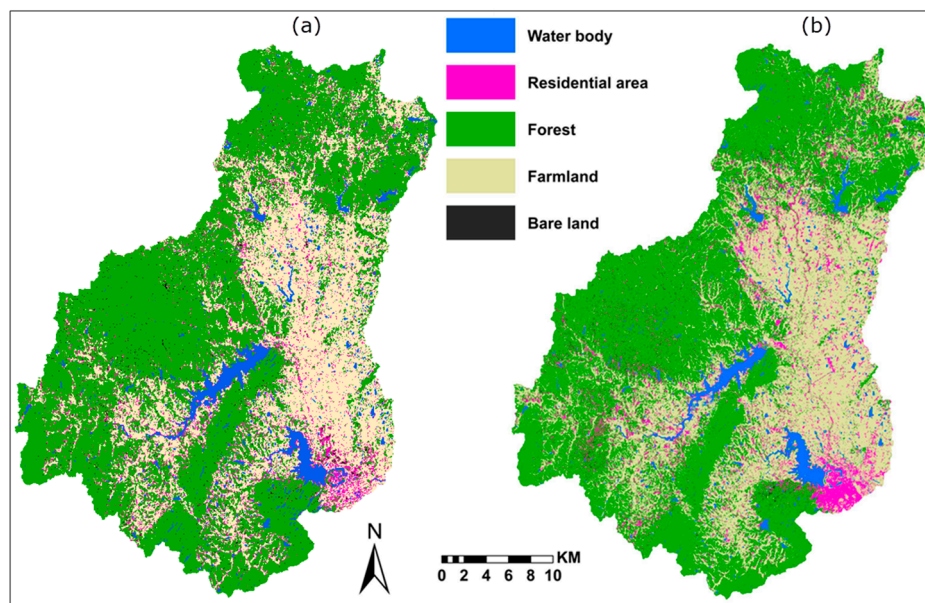 (a)
(b)
Water body
Residential area
Forest
Farmland
Bare land
N
KM
0 2 4 6 8 10